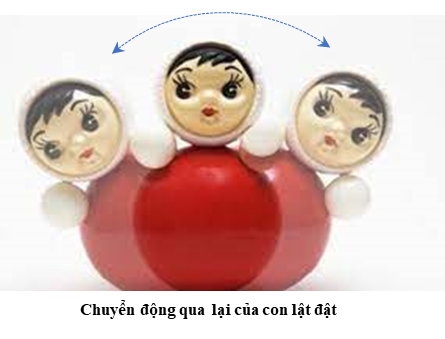 Chuyển động qua lại của con lật đật